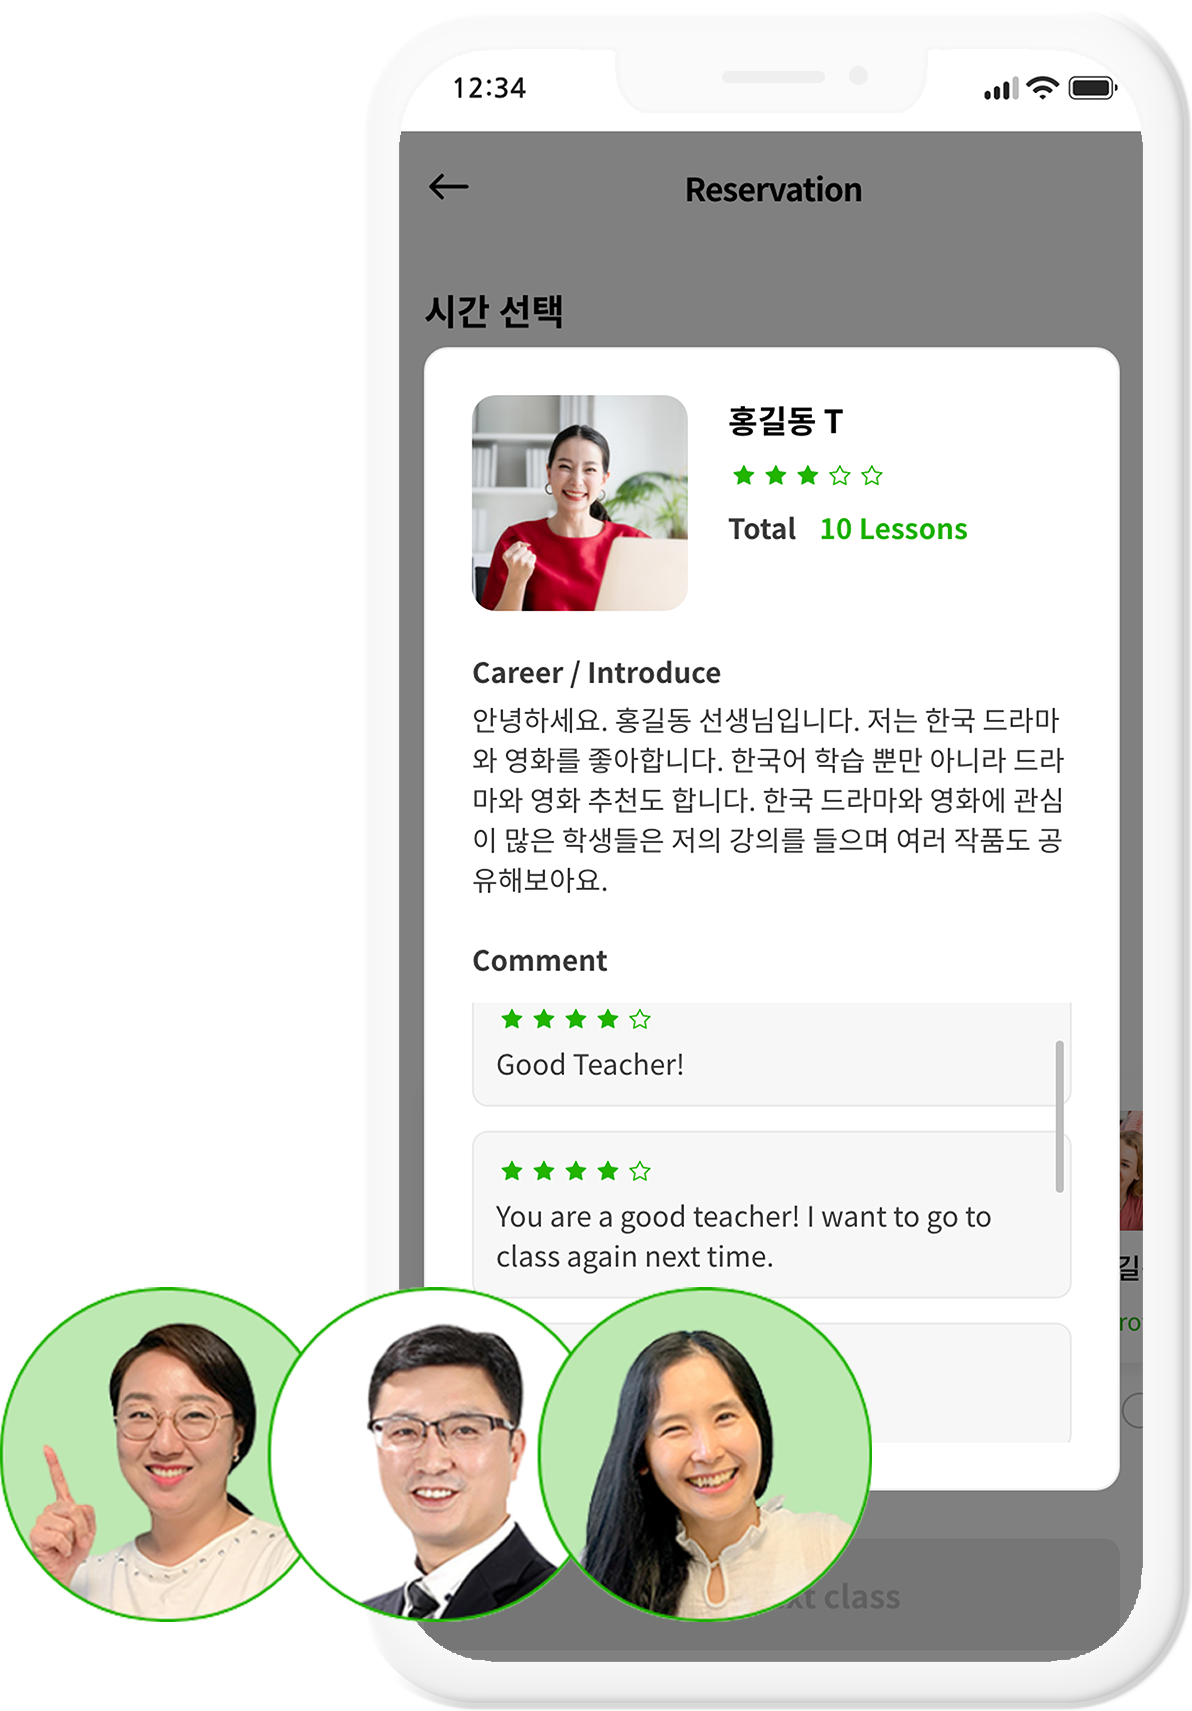 12:34
Reservation
시간 선택
홍길동 T
Total 10 Lessons
Career / Introduce
안녕하세요. 홍길동 선생님입니다. 저는 한국 드라마
와 영화를 좋아합니다. 한국어 학습 뿐만 아니라 드라
마와 영화 추천도 합니다. 한국 드라마와 영화에 관심
이 많은 학생들은 저의 강의를 들으며 여러 작품도 공
유해보아요.
Comment
Good Teacher!
You are a good teacher! I want to go to
class again next time.
길
ro
xt class